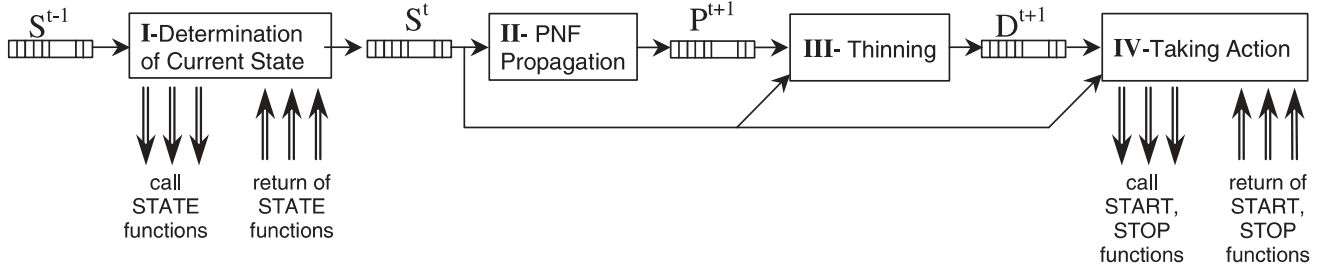 S^{t-1}
I-Determination
of Current State
S^{t}
II- PNF
Propagation
P^{t+1}
III- Thinning
D^{t+1}
IV-Taking Action
call
STATE
functions
return of
STATE
functions
call
START,
STOP
functions
return of
START,
STOP
functions